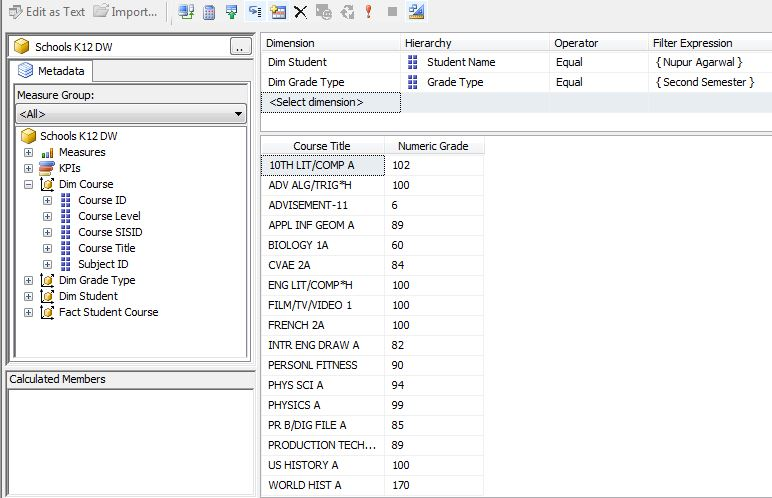 Edit as Text Import...
Schools K12 DW ..
Metadata
Measure Group:
<All>
Schools K12 DW
Measures
KPIs
Dim Course
Course ID
Course Level
Course SISID
Course Title
Subject ID
Dim Grade Type
Dim Student
Fact Student Course
Calculated Members
Dimension Hierarchy Operator Filter Expression
Dim Student Student Name Equal { Nupur Agarwal }
Dim Grade Type Grade Type Equal { Second Semester }
<Select dimension>
Course Title Numeric Grade
10TH LIT/COMP A 102
ADV ALG/TRIG*H 100
ADVISEMENT-11 6
APPL INF GEOM A 89
BIOLOGY 1A 60
CVAE 2A 84
ENG LIT/COMP*H 100
FILM/TV/VIDEO 1 100
FRENCH 2A 100
INTR ENG DRAW A 82
PERSONL FITNESS 90
PHYS SCI A 94
PHYSICS A 99
PR B/DIG FILE A 85
PRODUCTION TECH... 89
US HISTORY A 100
WORLD HIST A 170